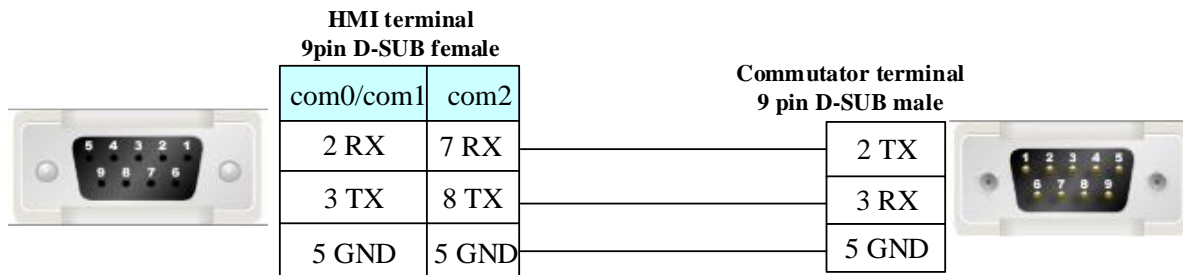 HMI terminal
9pin D-SUB female
Commutator terminal
9 pin D-SUB male
com0/com1 com2
2 RX 7 RX
3 TX 8 TX
5 GND 5 GND
2 TX
3 RX
5 GND
5 4 3 2 1
9 8 7 6
1 2 3 4 5
6 7 8 9